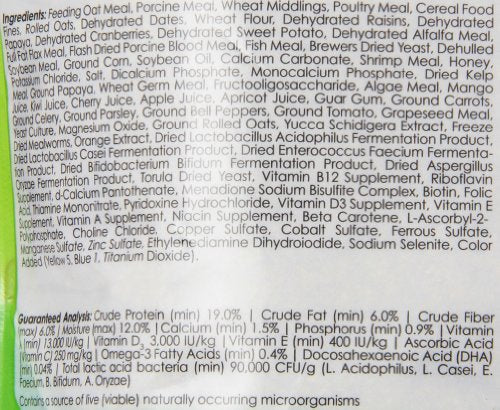 Ingredients: Feeding Oat Meal, Porcine Meal, Wheat Middlings, Poultry Meal, Cereal Food
Fines, Rolled Oats, Dehydrated Dates, Wheat Flour, Dehydrated Raisins, Dehydrated
Papaya, Dehydrated Cranberries, Dehydrated Sweet Potato, Dehydrated Alfalfa Meal,
Full Fat Flax Meal, Flash Dried Porcine Blood Meal, Fish Meal, Brewers Dried Yeast, Dehulled
Soybean Meal, Ground Corn, Soybean Oil, Calcium Carbonate, Shrimp Meal, Honey,
Potassium Chloride, Salt, Dicalcium Phosphate, Monocalcium Phosphate, Dried Kelp
Meal, Ground Papaya, Wheat Germ Meal, Fructooligosaccharide, Algae Meal, Mango
Juice, Kiwi Juice, Cherry Juice, Apple Juice, Apricot Juice, Guar Gum, Ground Carrots,
Ground Celery, Ground Parsley, Ground Bell Peppers, Ground Tomato, Grapeseed Meal,
Yeast Culture, Magnesium Oxide, Ground Rolled Oats, Yucca Schidigera Extract, Freeze
Dried Mealworms, Orange Extract, Dried Lactobacillus Acidophilus Fermentation Product,
Dried Lactobacillus Casei Fermentation Product, Dried Enterococcus Faecium Fermenta-
tion Product, Dried Bifidobacterium Bifidum Fermentation Product, Dried Aspergillus
Oryzae Fermentation Product, Torula Dried Yeast, Vitamin B12 Supplement, Riboflavin
Supplement, d-Calcium Pantothenate, Menadione Sodium Bisulfite Complex, Biotin, Folic
Acid, Thiamine Mononitrate, Pyridoxine Hydrochloride, Vitamin D3 Supplement, Vitamin E
Supplement, Vitamin A Supplement, Niacin Supplement, Beta Carotene, L-Ascorbyl-2-
Polyphosphate, Choline Chloride, Copper Sulfate, Cobalt Sulfate, Ferrous Sulfate,
Manganese Sulfate, Zinc Sulfate, Ethylenediamine Dihydroiodide, Sodium Selenite, Color
Added (Yellow 5, Blue 1, Titanium Dioxide).
Guaranteed Analysis: Crude Protein (min) 19.0% | Crude Fat (min) 6.0% | Crude Fiber
(max) 6.0% | Moisture (max) 12.0% | Calcium (min) 1.5% | Phosphorus (min) 0.9% | Vitamin
A (min) 13,000 IU/kg | Vitamin D3 3,000 IU/kg | Vitamin E (min) 400 IU/kg | Ascorbic Acid
(Vitamin C) 250 mg/kg | Omega-3 Fatty Acids (min) 0.4% | Docosahexaenoic Acid (DHA)
(min) 0.04% | Total lactic acid bacteria (min) 90,000 CFU/g (L. Acidophilus, L. Casei, E.
Faecium, B. Bifidum, A. Oryzae)
Contains a source of live (viable) naturally occurring microorganisms